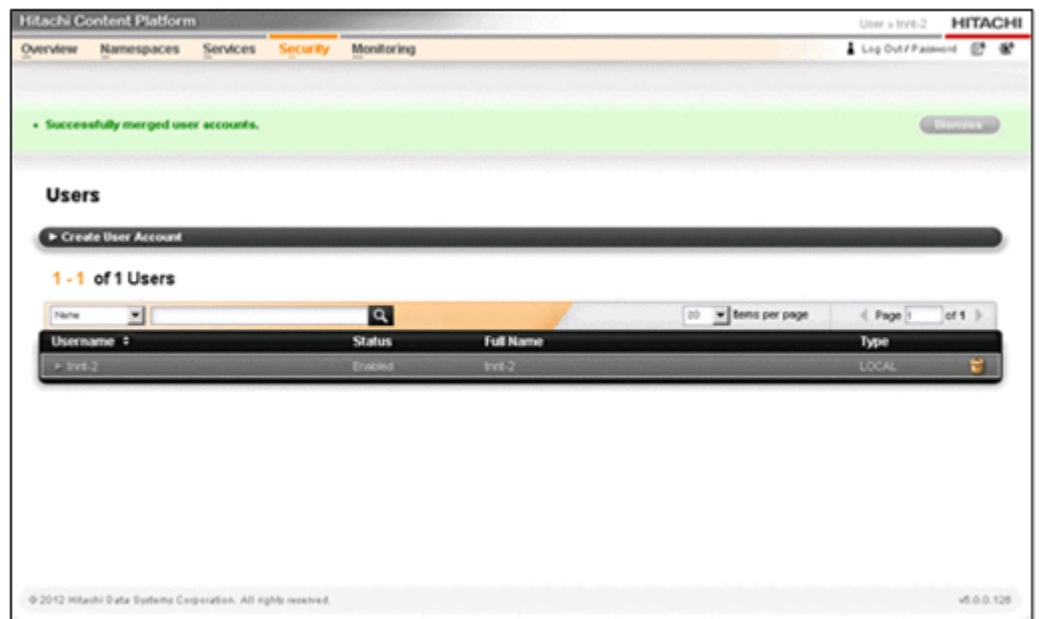 Hitachi Content Platform
User » tnnt-2 HITACHI
Overview Namespaces Services Security Monitoring Log Out / Password
• Successfully merged user accounts. Dismiss
Users
Create User Account
1 - 1 of 1 Users
Name 20 Items per page Page 1 of 1
Username Status Full Name Type
tnnt-2 Enabled tnnt-2 LOCAL
© 2012 Hitachi Data Systems Corporation. All rights reserved. v5.0.0.126